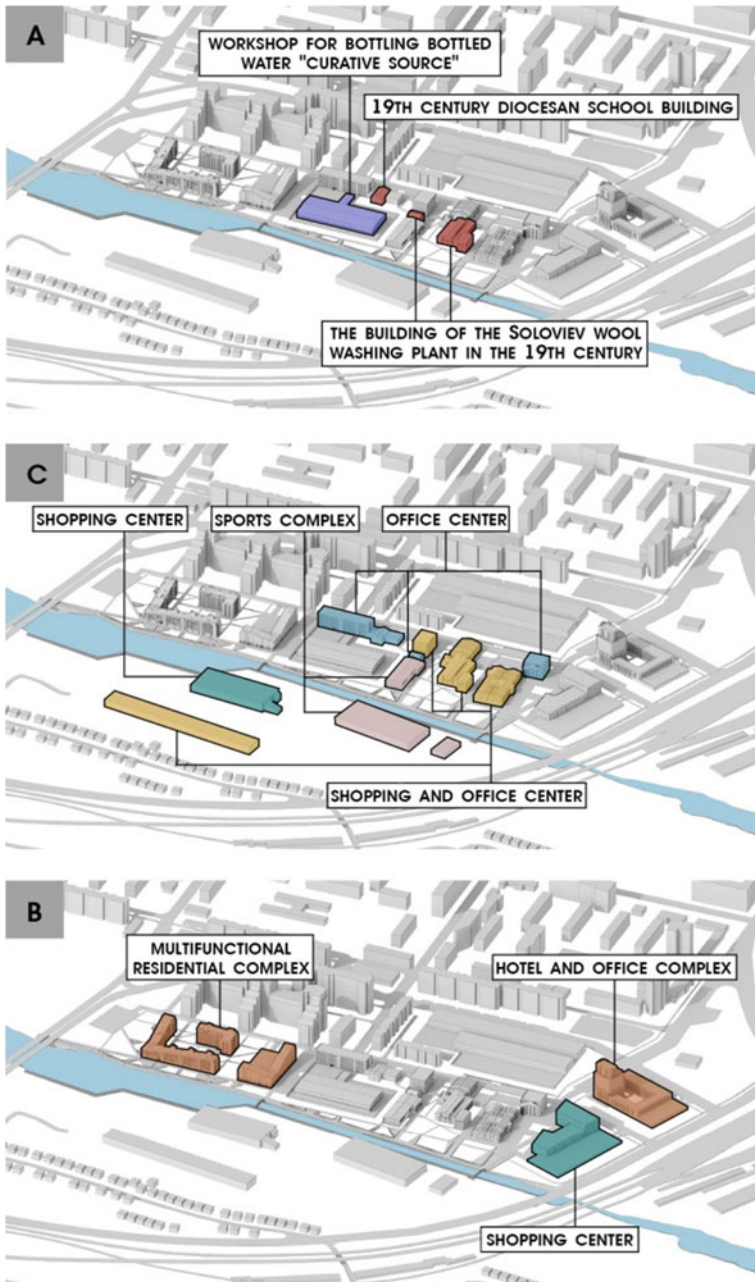 A
WORKSHOP FOR BOTTLING BOTTLED
WATER "CURATIVE SOURCE"
19TH CENTURY DIOCESAN SCHOOL BUILDING
THE BUILDING OF THE SOLOVIEV WOOL
WASHING PLANT IN THE 19TH CENTURY
C
SHOPPING CENTER
SPORTS COMPLEX
OFFICE CENTER
SHOPPING AND OFFICE CENTER
B
MULTIFUNCTIONAL
RESIDENTIAL COMPLEX
HOTEL AND OFFICE COMPLEX
SHOPPING CENTER